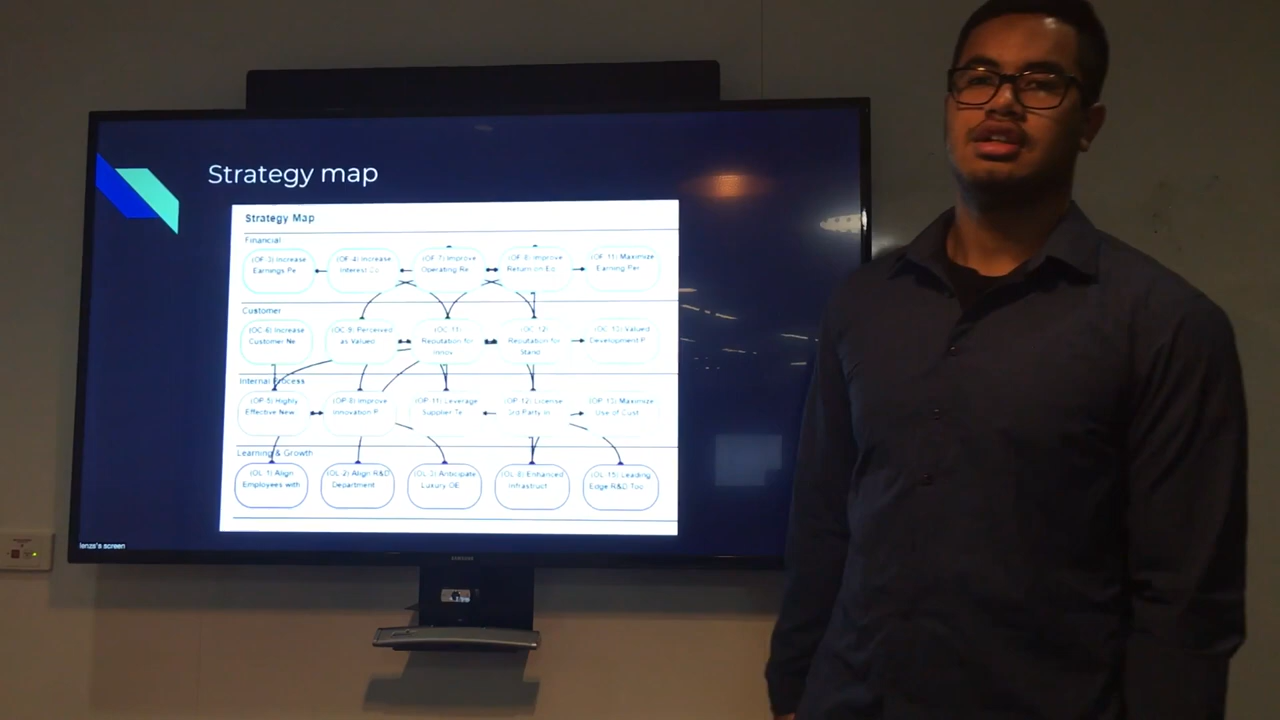 Strategy map
Strategy Map
Financial
(OF-3) Increase
Earnings Pe
(OF-4) Increase
Interest Co
(OF-7) Improve
Operating Re
(OF-8) Improve
Return on Eq
(OF-11) Maximize
Earning Per
Customer
(OC-6) Increase
Customer Ne
(OC-9) Perceived
as Valued
(OC-11)
Reputation for
Innov
(OC-12)
Reputation for
Stand
(OC-13) Valued
Development P
Internal Process
(OP-5) Highly
Effective New
(OP-8) Improve
Innovation P
(OP-11) Leverage
Supplier Te
(OP-12) License
3rd Party In
(OP-13) Maximize
Use of Cust
Learning & Growth
(OL-1) Align
Employees with
(OL-2) Align R&D
Department
(OL-3) Anticipate
Luxury OE
(OL-8) Enhanced
Infrastruct
(OL-15) Leading
Edge R&D Too
lenza's screen
SAMSUNG